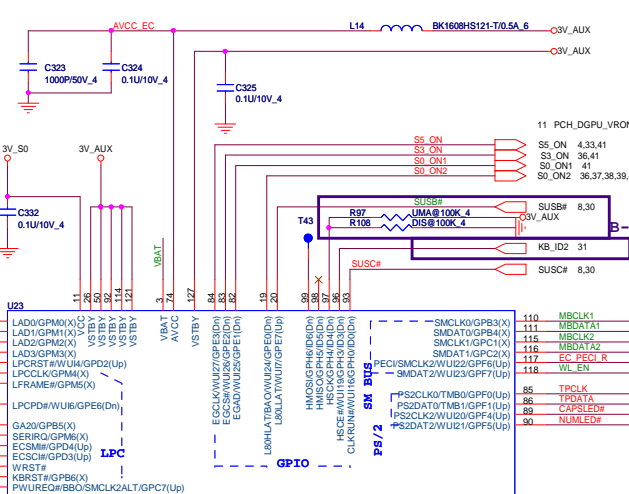 AVCC_EC
L14
BK1608HS121-T/0.5A_6
3V_AUX
C323
1000P/50V_4
C324
0.1U/10V_4
3V_AUX
C325
0.1U/10V_4
11 PCH_DGPU_VRO
3V_S0
3V_AUX
S5_ON
S5_ON 4,33,41
S3_ON
S3_ON 36,41
S0_ON1
S0_ON1 41
S0_ON2
S0_ON2 36,37,38,39,
C332
0.1U/10V_4
SUSB#
SUSB# 8,30
R97
UMA@100K_4
3V_AUX
R108
DIS@100K_4
T43
B-
KB_ID2 31
SUSC#
SUSC# 8,30
VBAT
11
26
50
92
114
121
3
74
127
84
83
82
19
20
99
98
97
96
93
U23
VCC
VSTBY
VSTBY
VSTBY
VSTBY
VSTBY
VBAT
AVCC
VSTBY
EGCLK/WUI27/GPE3(Dn)
EGCS#/WUI26/GPE2(Dn)
EGAD/WUI25/GPE1(Dn)
L80HLAT/BAO/WUI24/GPE0(Dn)
L80LLAT/WUI7/GPE7(Up)
HMOSI/GPH6/ID6(Dn)
HMISO/GPH5/ID5(Dn)
HSCK/GPH4/ID4(Dn)
HSCE#/WUI19/GPH3/ID3(Dn)
CLKRUN#/WUI16/GPH0/ID0(Dn)
LAD0/GPM0(X)
LAD1/GPM1(X)
LAD2/GPM2(X)
LAD3/GPM3(X)
LPCRST#/WUI4/GPD2(Up)
LPCCLK/GPM4(X)
LFRAME#/GPM5(X)
LPCPD#/WUI6/GPE6(Dn)
GA20/GPB5(X)
SERIRQ/GPM6(X)
ECSMI#/GPD4(Up)
ECSCI#/GPD3(Up)
WRST#
KBRST#/GPB6(X)
PWUREQ#/BBO/SMCLK2ALT/GPC7(Up)
LPC
GPIO
SM BUS
PS/2
SMCLK0/GPB3(X)
110
MBCLK1
SMDAT0/GPB4(X)
111
MBDATA1
SMCLK1/GPC1(X)
115
MBCLK2
SMDAT1/GPC2(X)
116
MBDATA2
PECI/SMCLK2/WUI22/GPF6(Up)
117
EC_PECI_R
SMDAT2/WUI23/GPF7(Up)
118
WL_EN
PS2CLK0/TMB0/GPF0(Up)
85
TPCLK
PS2DAT0/TMB1/GPF1(Up)
86
TPDATA
PS2CLK2/WUI20/GPF4(Up)
89
CAPSLED#
PS2DAT2/WUI21/GPF5(Up)
90
NUMLED#